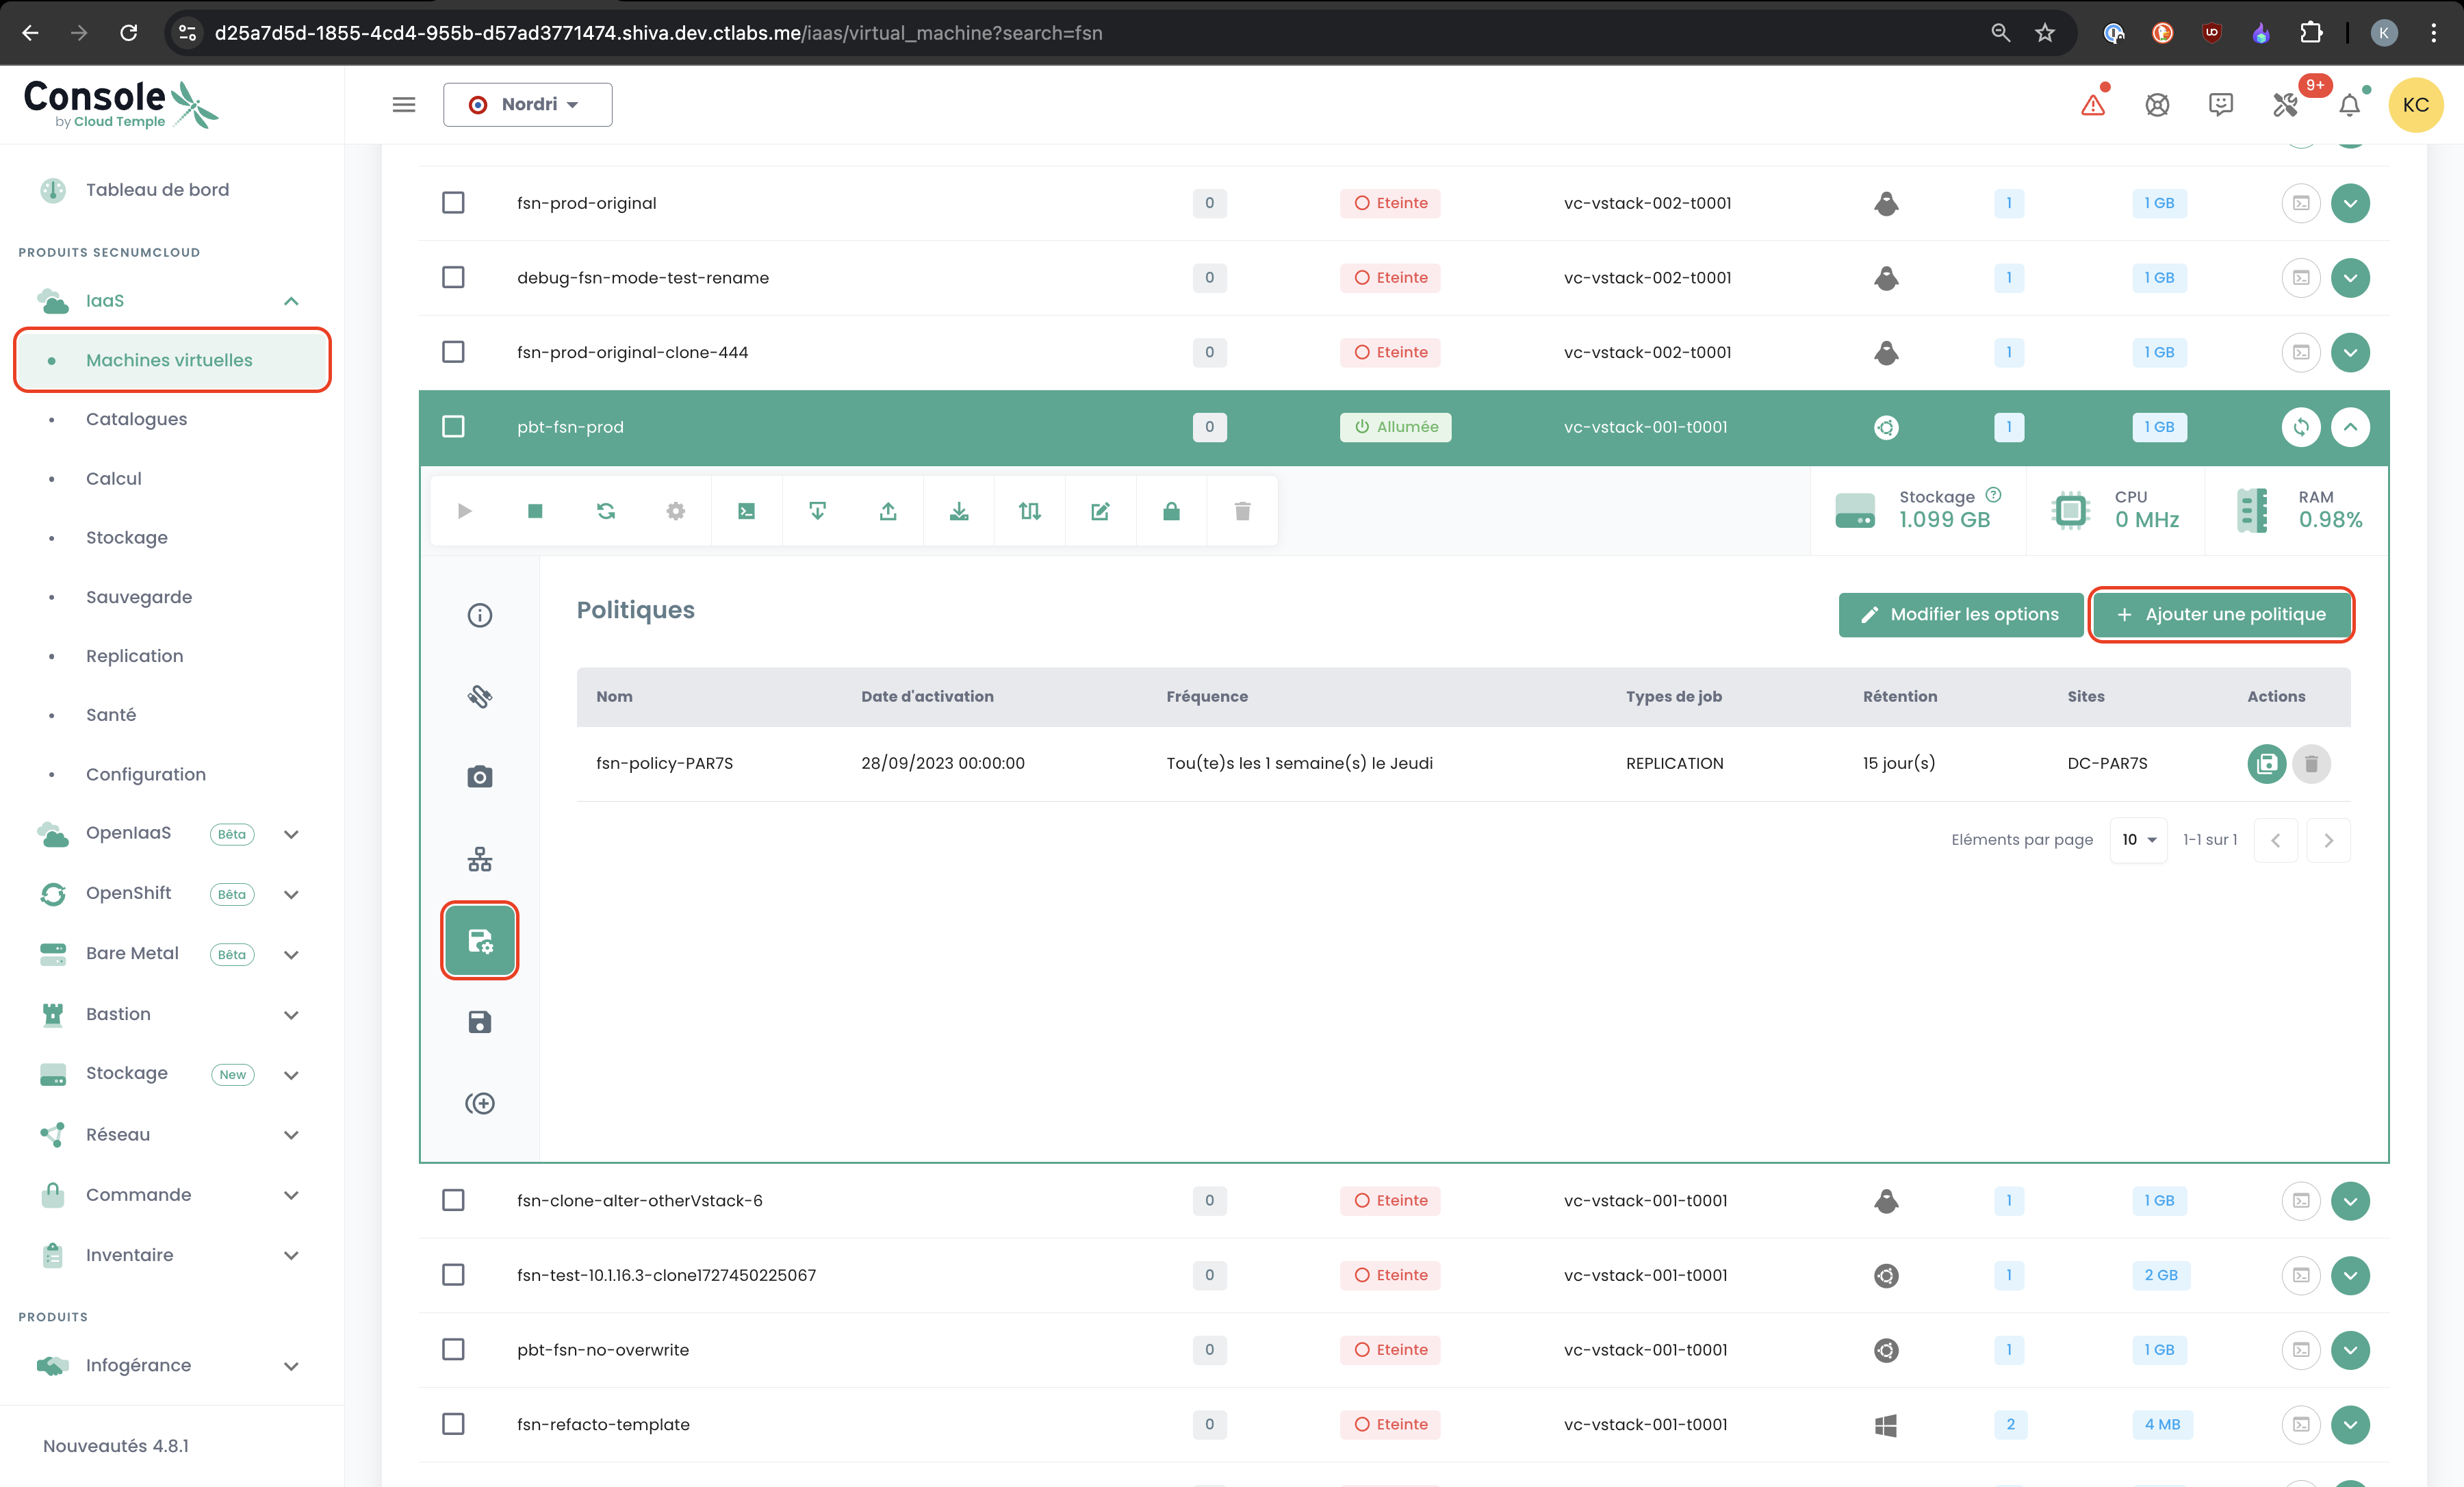 d25a7d5d-1855-4cd4-955b-d57ad3771474.shiva.dev.ctlabs.me/iaas/virtual_machine?search=fsn
K
Console
by Cloud Temple
Nordri
9+
KC
Tableau de bord
PRODUITS SECNUMCLOUD
IaaS
Machines virtuelles
Catalogues
Calcul
Stockage
Sauvegarde
Replication
Santé
Configuration
OpenIaaS Bêta
OpenShift Bêta
Bare Metal Bêta
Bastion
Stockage New
Réseau
Commande
Inventaire
PRODUITS
Infogérance
Nouveautés 4.8.1
fsn-prod-original 0 Eteinte vc-vstack-002-t0001 1 1 GB
debug-fsn-mode-test-rename 0 Eteinte vc-vstack-002-t0001 1 1 GB
fsn-prod-original-clone-444 0 Eteinte vc-vstack-002-t0001 1 1 GB
pbt-fsn-prod 0 Allumée vc-vstack-001-t0001 1 1 GB
Stockage CPU RAM
1.099 GB 0 MHz 0.98%
Politiques Modifier les options Ajouter une politique
Nom Date d'activation Fréquence Types de job Rétention Sites Actions
fsn-policy-PAR7S 28/09/2023 00:00:00 Tou(te)s les 1 semaine(s) le Jeudi REPLICATION 15 jour(s) DC-PAR7S
Eléments par page 10 1-1 sur 1
fsn-clone-alter-otherVstack-6 0 Eteinte vc-vstack-001-t0001 1 1 GB
fsn-test-10.1.16.3-clone1727450225067 0 Eteinte vc-vstack-001-t0001 1 2 GB
pbt-fsn-no-overwrite 0 Eteinte vc-vstack-001-t0001 1 1 GB
fsn-refacto-template 0 Eteinte vc-vstack-001-t0001 2 4 MB